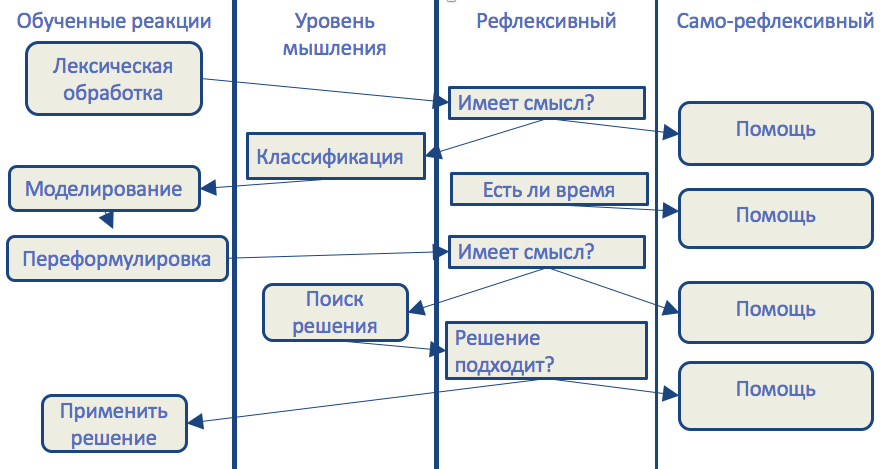 Обученные реакции
Уровень
мышления
Рефлексивный
Само-рефлексивный
Лексическая
обработка
Имеет смысл?
Помощь
Классификация
Моделирование
Есть ли время
Помощь
Переформулировка
Имеет смысл?
Поиск
решения
Помощь
Решение
подходит?
Помощь
Применить
решение